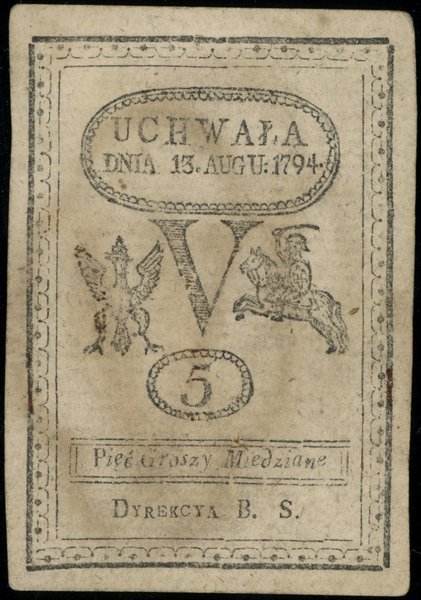 UCHWAŁA
DNIA 13. AUGU: 1794.
V
5
Pięć Groszy Miedziane
DYREKCYA B. S.